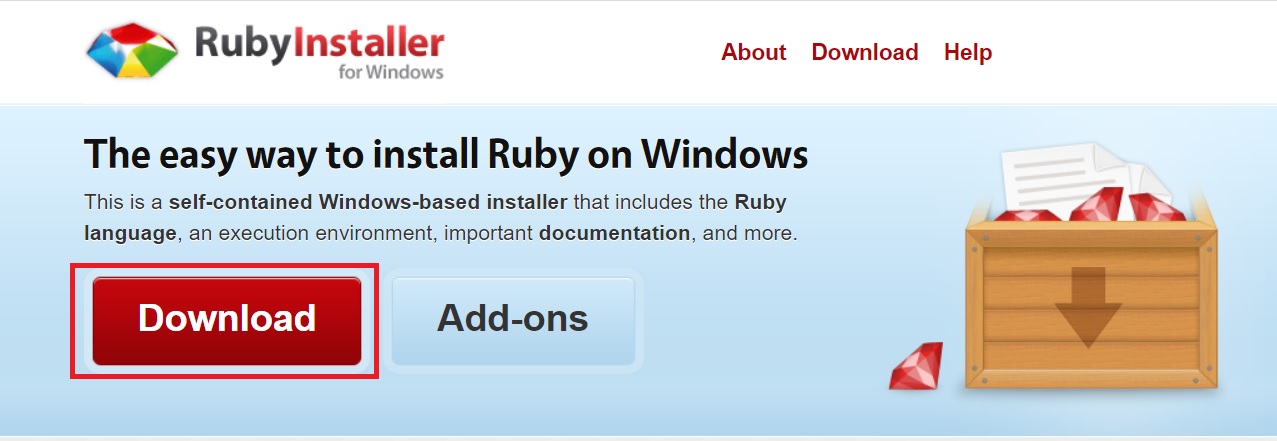 RubyInstaller
for Windows
About Download Help
The easy way to install Ruby on Windows
This is a self-contained Windows-based installer that includes the Ruby
language, an execution environment, important documentation, and more.
Download Add-ons